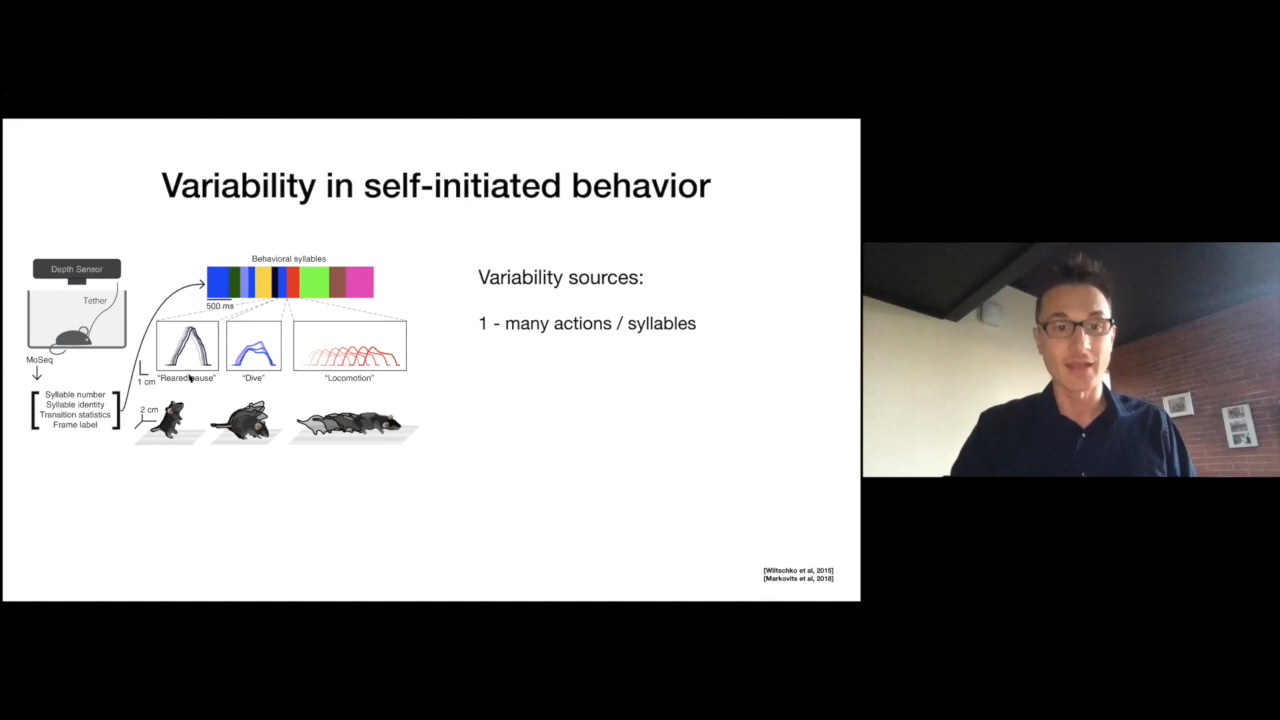 Variability in self-initiated behavior
Depth Sensor
Tether
MoSeq
Syllable number
Syllable identity
Transition statistics
Frame label
Behavioral syllables
500 ms
1 cm
"Reared pause"
"Dive"
"Locomotion"
2 cm
Variability sources:
1 - many actions / syllables
[Wiltschko et al, 2015]
[Markovits et al, 2018]